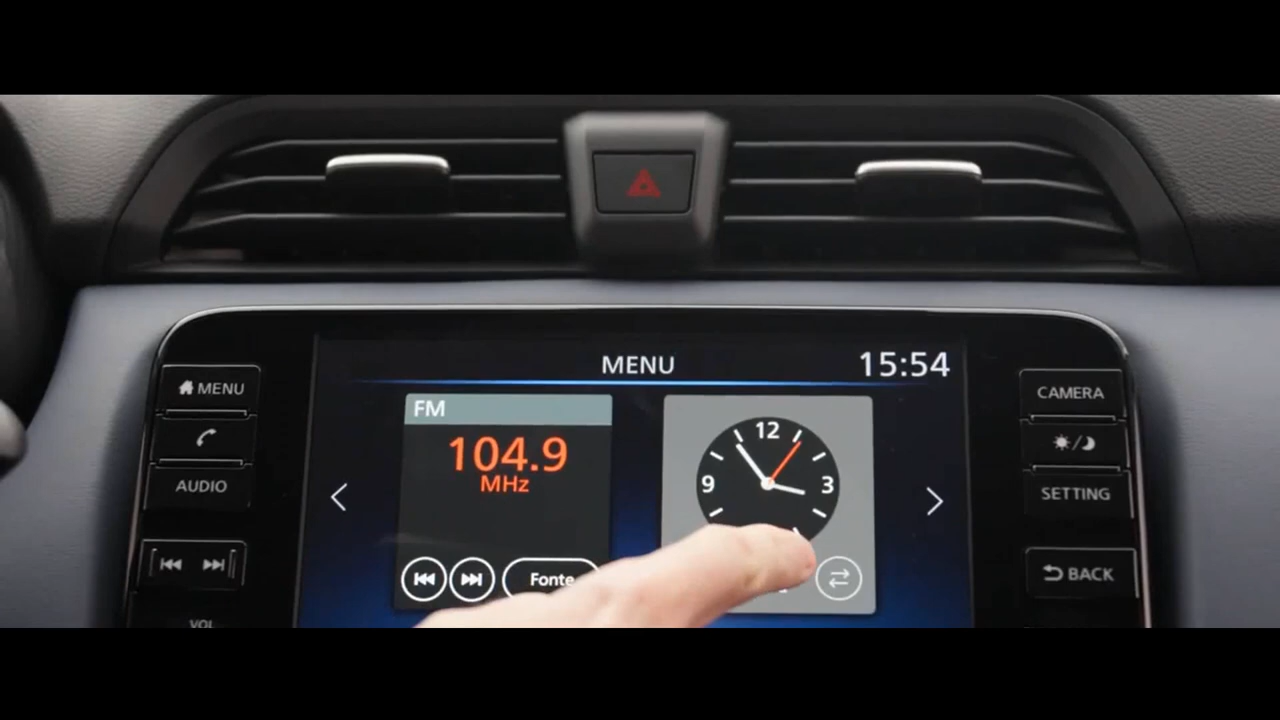 MENU
15:54
MENU
AUDIO
VOL
FM
104.9
MHz
Fonte
12
9
3
CAMERA
SETTING
BACK